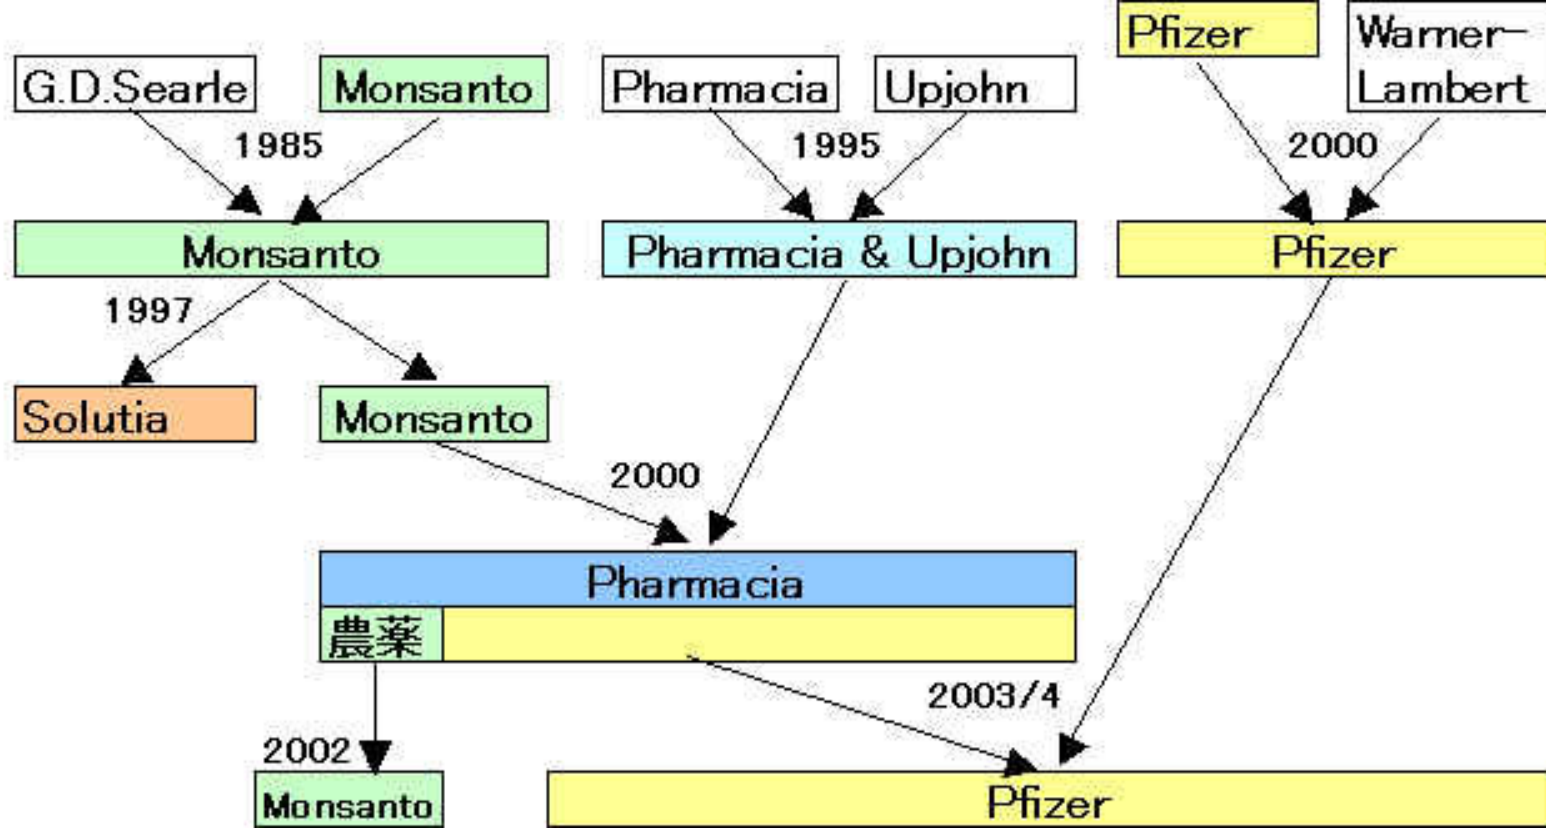 Pfizer
Warner-
Lambert
G.D.Searle
Monsanto
Pharmacia
Upjohn
1985
1995
2000
Monsanto
Pharmacia & Upjohn
Pfizer
1997
Solutia
Monsanto
2000
Pharmacia
農薬
2003/4
2002
Monsanto
Pfizer